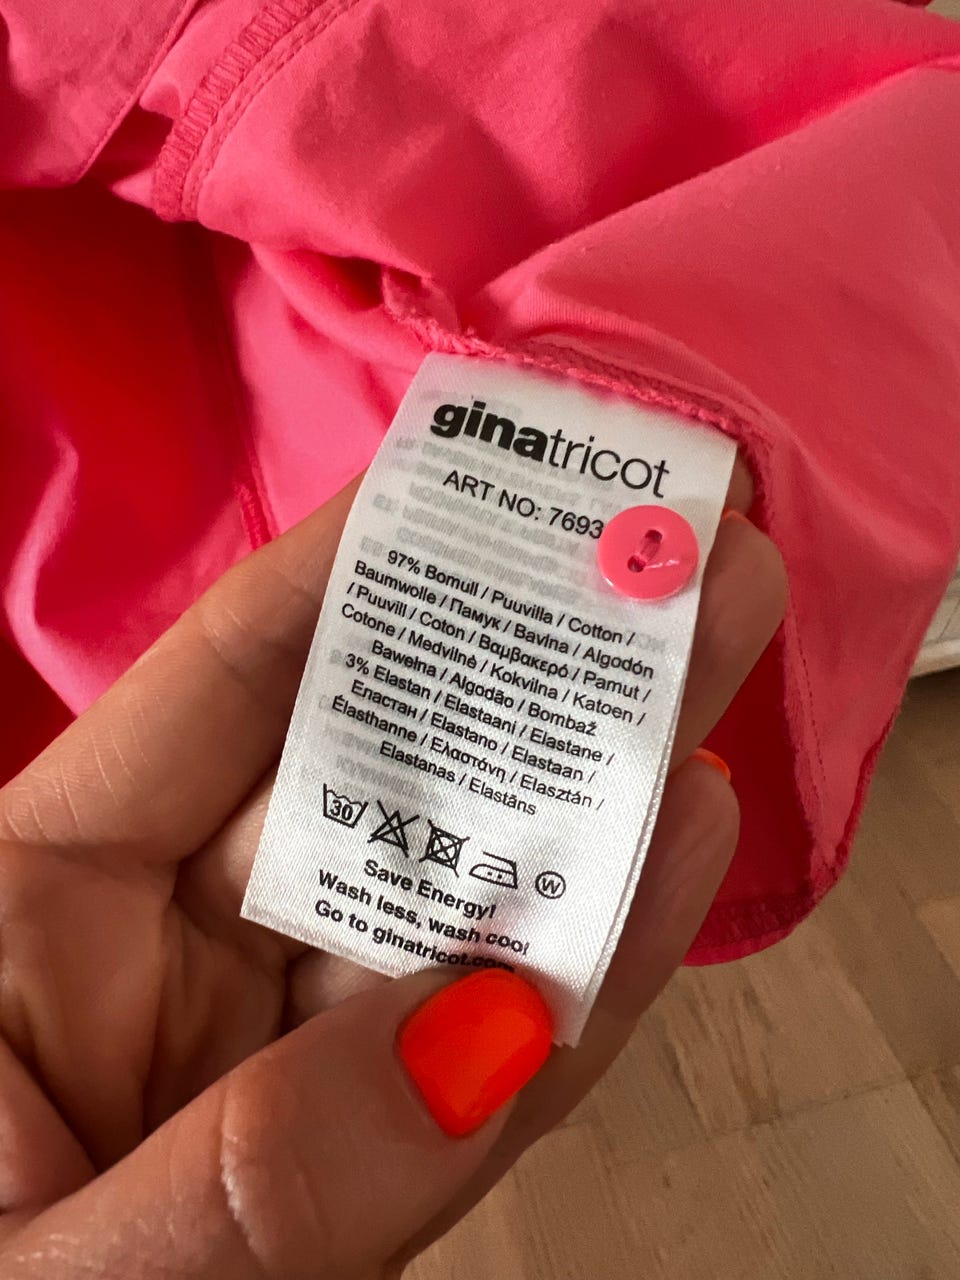 ginatricot
ART NO: 7693
97% Bomull / Puuvilla / Cotton /
Baumwolle / Памук / Bavlna / Algodón
/ Puuvill / Coton / Βαμβακερό / Pamut /
Cotone / Medvilnė / Kokvilna / Katoen /
Bawełna / Algodão / Bombaž
3% Elastan / Elastaani / Elastane /
Еластан / Elastano / Elastaan /
Élasthanne / Ελαστάνη / Elasztán /
Elastanas / Elastāns
30
W
Save Energy!
Wash less, wash cool
Go to ginatricot.com